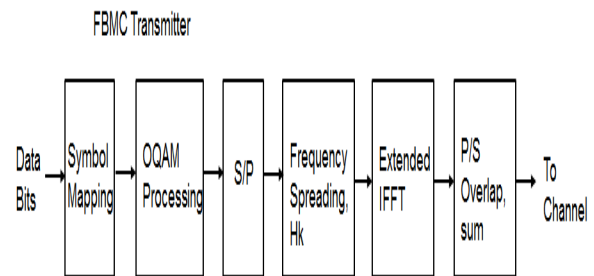 FBMC Transmitter
Data
Bits
Symbol
Mapping
OQAM
Processing
S/P
Frequency
Spreading,
Hk
Extended
IFFT
P/S
Overlap,
sum
To
Channel